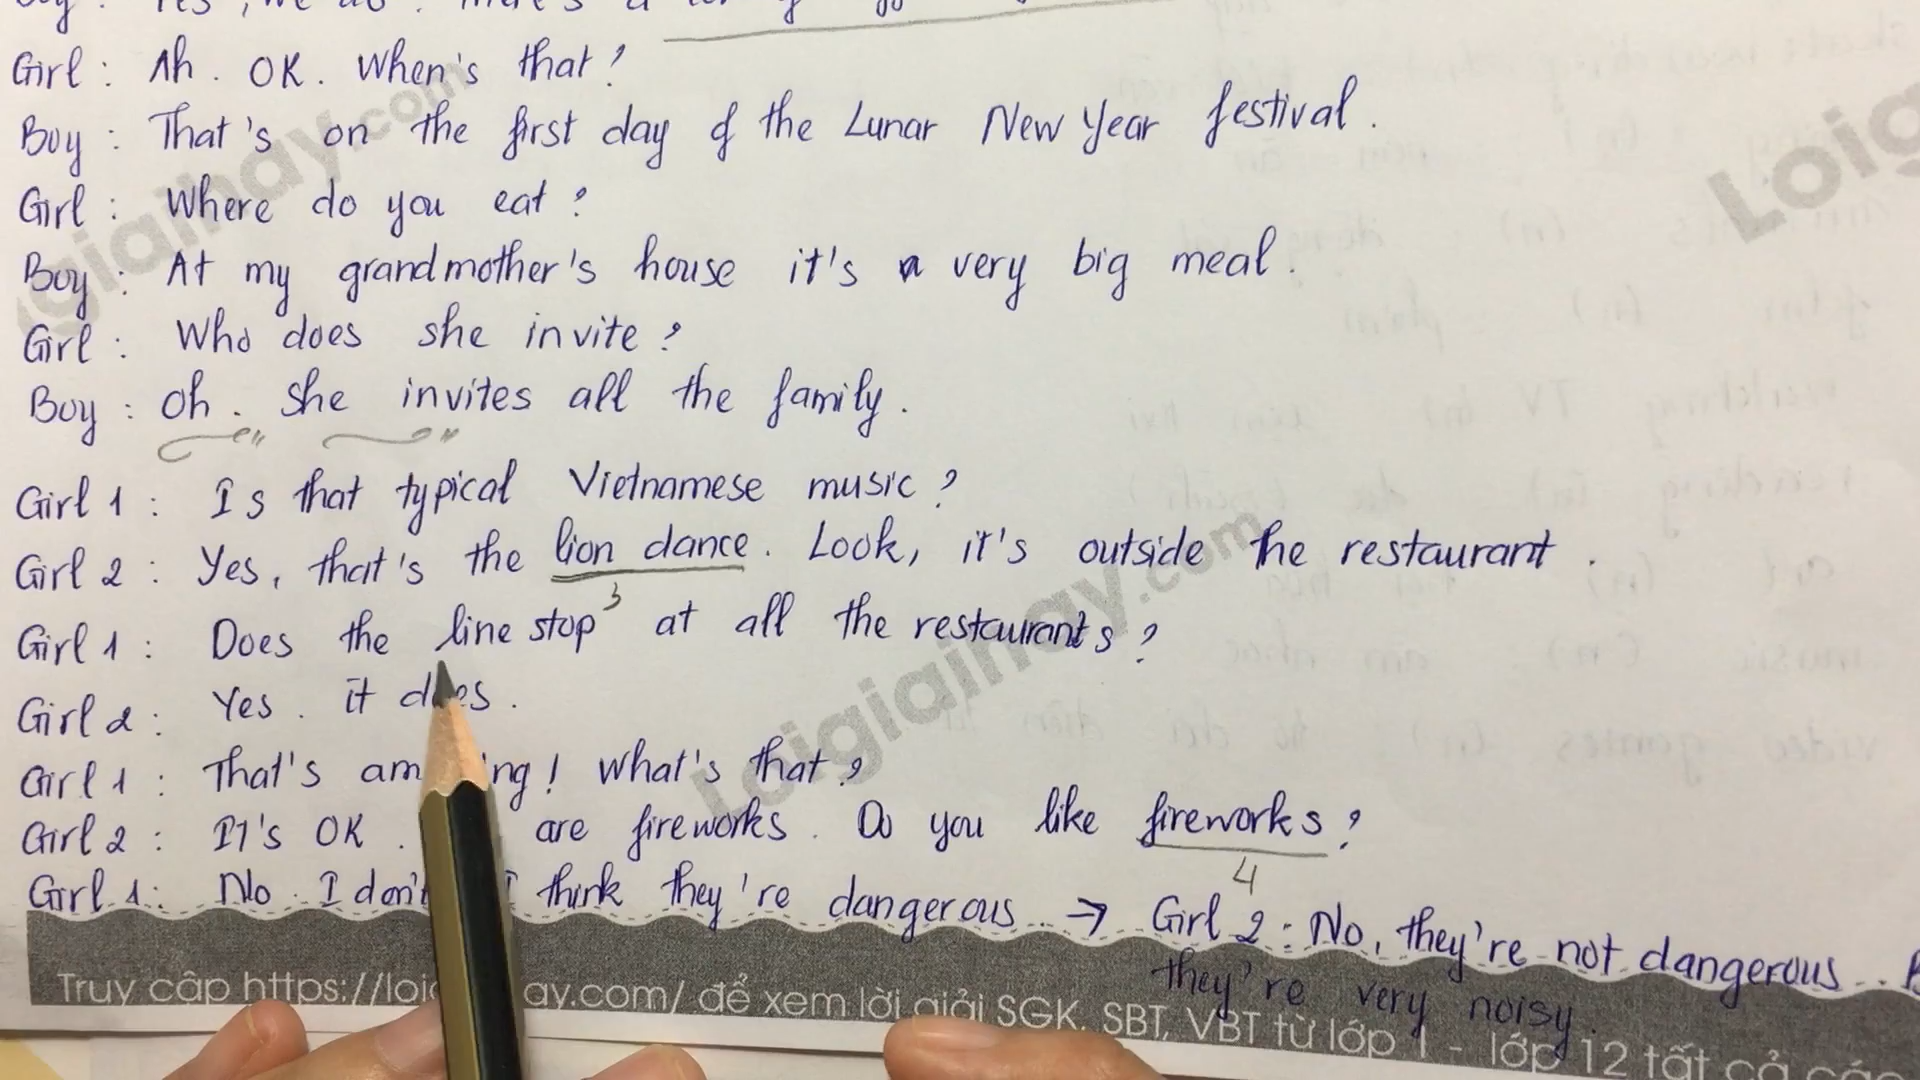 Girl : Ah . OK . When's that ?
Boy : That's on the first day of the Lunar New Year festival .
Girl : Where do you eat ?
Boy : At my grandmother's house it's a very big meal .
Girl : Who does she invite ?
Boy : Oh . She invites all the family .
Girl 1 : Is that typical Vietnamese music ?
Girl 2 : Yes, that's the lion dance . Look, it's outside the restaurant .
3
Girl 1 : Does the line stop at all the restaurants ?
Girl 2 : Yes . it does .
Girl 1 : That's am ing ! What's that ?
Girl 2 : It's OK . are fireworks . Do you like fireworks ?
4
Girl 1 : No . I don't I think they're dangerous .. → Girl 2 : No, they're not dangerous ..
they're very noisy .
Truy cập https://loi ay.com/ để xem lời giải SGK, SBT, VBT từ lớp 1 - lớp 12 tất cả các
Loigiaihay.com